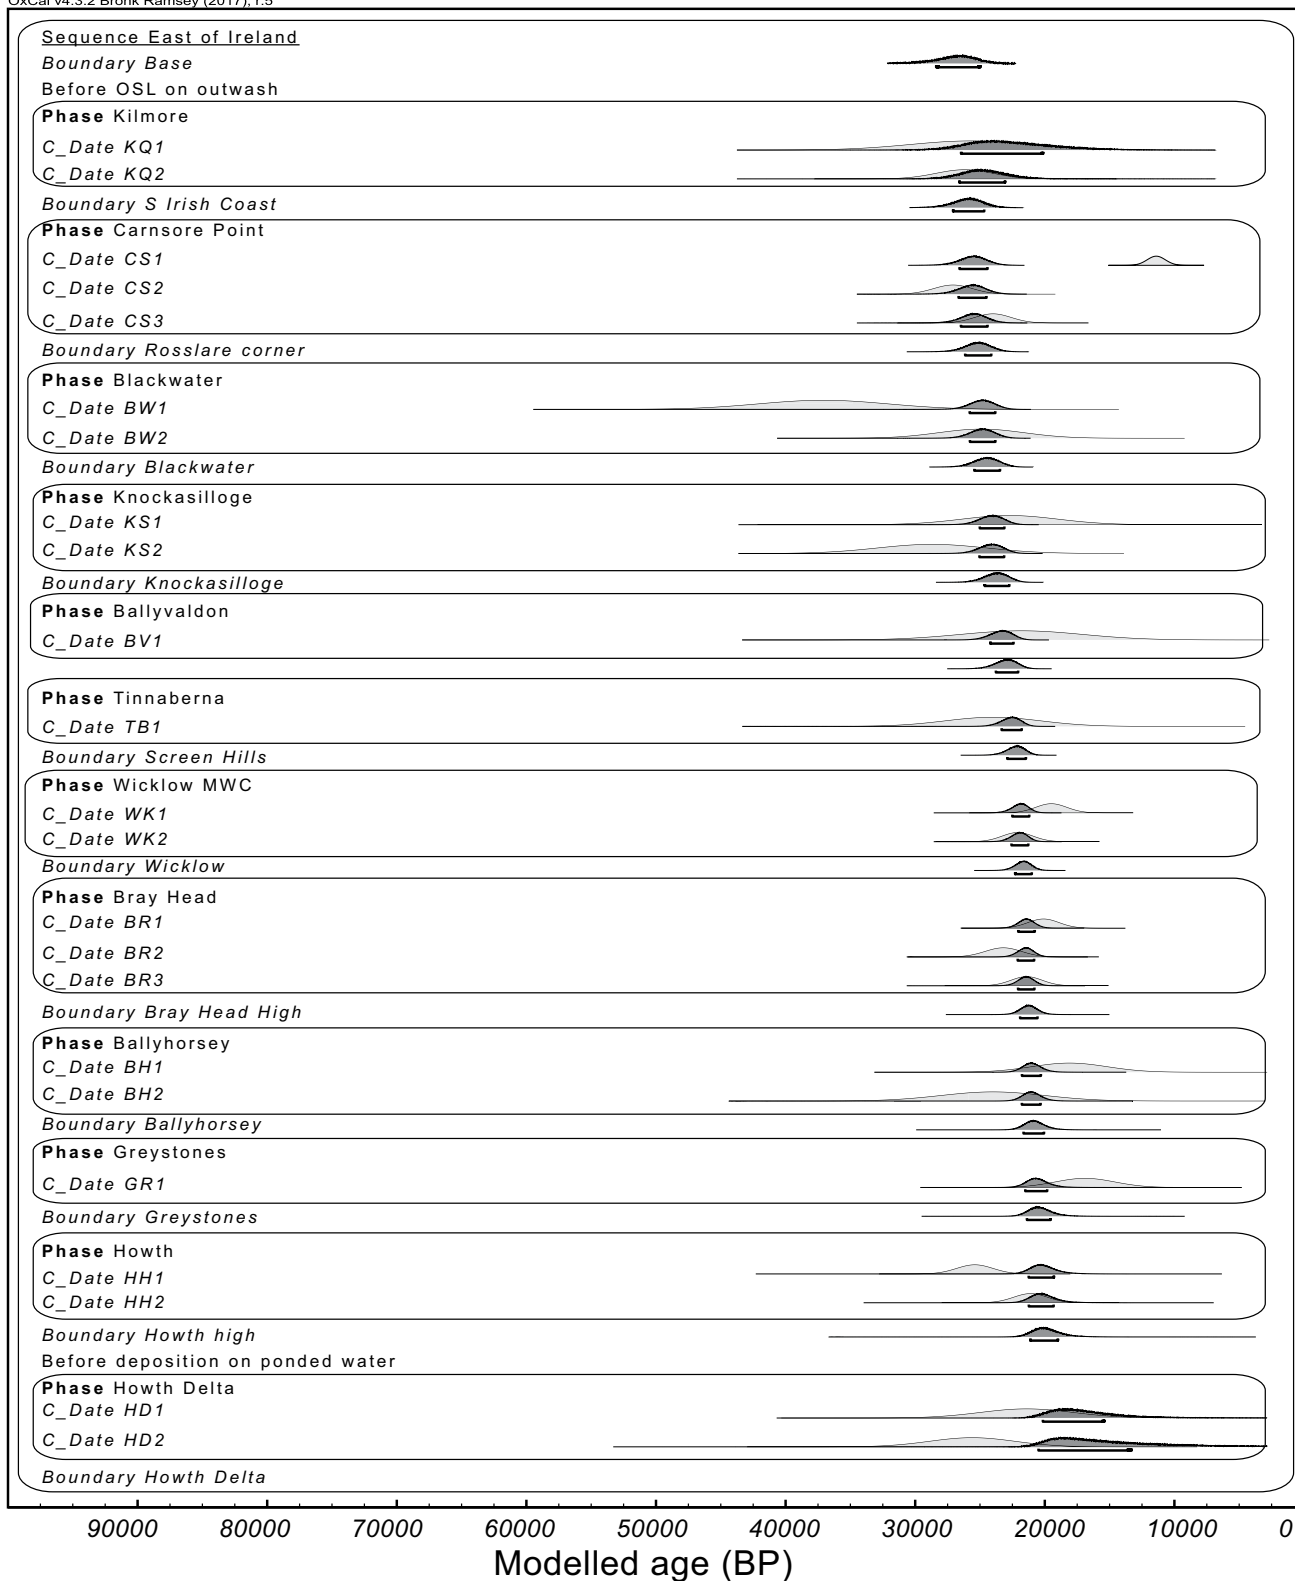 OxCal v4.3.2 Bronk Ramsey (2017); r:5
Sequence East of Ireland
Boundary Base
Before OSL on outwash
Phase Kilmore
C_Date KQ1
C_Date KQ2
Boundary S Irish Coast
Phase Carnsore Point
C_Date CS1
C_Date CS2
C_Date CS3
Boundary Rosslare corner
Phase Blackwater
C_Date BW1
C_Date BW2
Boundary Blackwater
Phase Knockasilloge
C_Date KS1
C_Date KS2
Boundary Knockasilloge
Phase Ballyvaldon
C_Date BV1
Phase Tinnaberna
C_Date TB1
Boundary Screen Hills
Phase Wicklow MWC
C_Date WK1
C_Date WK2
Boundary Wicklow
Phase Bray Head
C_Date BR1
C_Date BR2
C_Date BR3
Boundary Bray Head High
Phase Ballyhorsey
C_Date BH1
C_Date BH2
Boundary Ballyhorsey
Phase Greystones
C_Date GR1
Boundary Greystones
Phase Howth
C_Date HH1
C_Date HH2
Boundary Howth high
Before deposition on ponded water
Phase Howth Delta
C_Date HD1
C_Date HD2
Boundary Howth Delta
90000 80000 70000 60000 50000 40000 30000 20000 10000 0
Modelled age (BP)